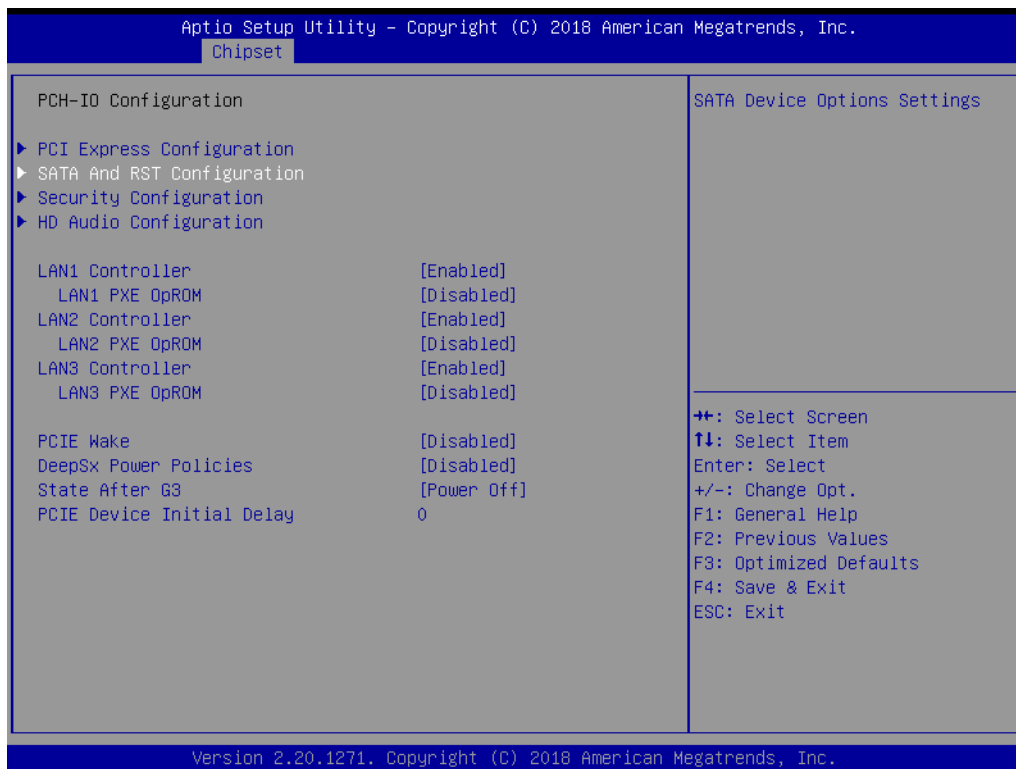 Aptio Setup Utility – Copyright (C) 2018 American Megatrends, Inc.
Chipset
PCH-IO Configuration
▶ PCI Express Configuration
▶ SATA And RST Configuration
▶ Security Configuration
▶ HD Audio Configuration
LAN1 Controller [Enabled]
LAN1 PXE OpROM [Disabled]
LAN2 Controller [Enabled]
LAN2 PXE OpROM [Disabled]
LAN3 Controller [Enabled]
LAN3 PXE OpROM [Disabled]
PCIE Wake [Disabled]
DeepSx Power Policies [Disabled]
State After G3 [Power Off]
PCIE Device Initial Delay 0
SATA Device Options Settings
→←: Select Screen
↑↓: Select Item
Enter: Select
+/-: Change Opt.
F1: General Help
F2: Previous Values
F3: Optimized Defaults
F4: Save & Exit
ESC: Exit
Version 2.20.1271. Copyright (C) 2018 American Megatrends, Inc.